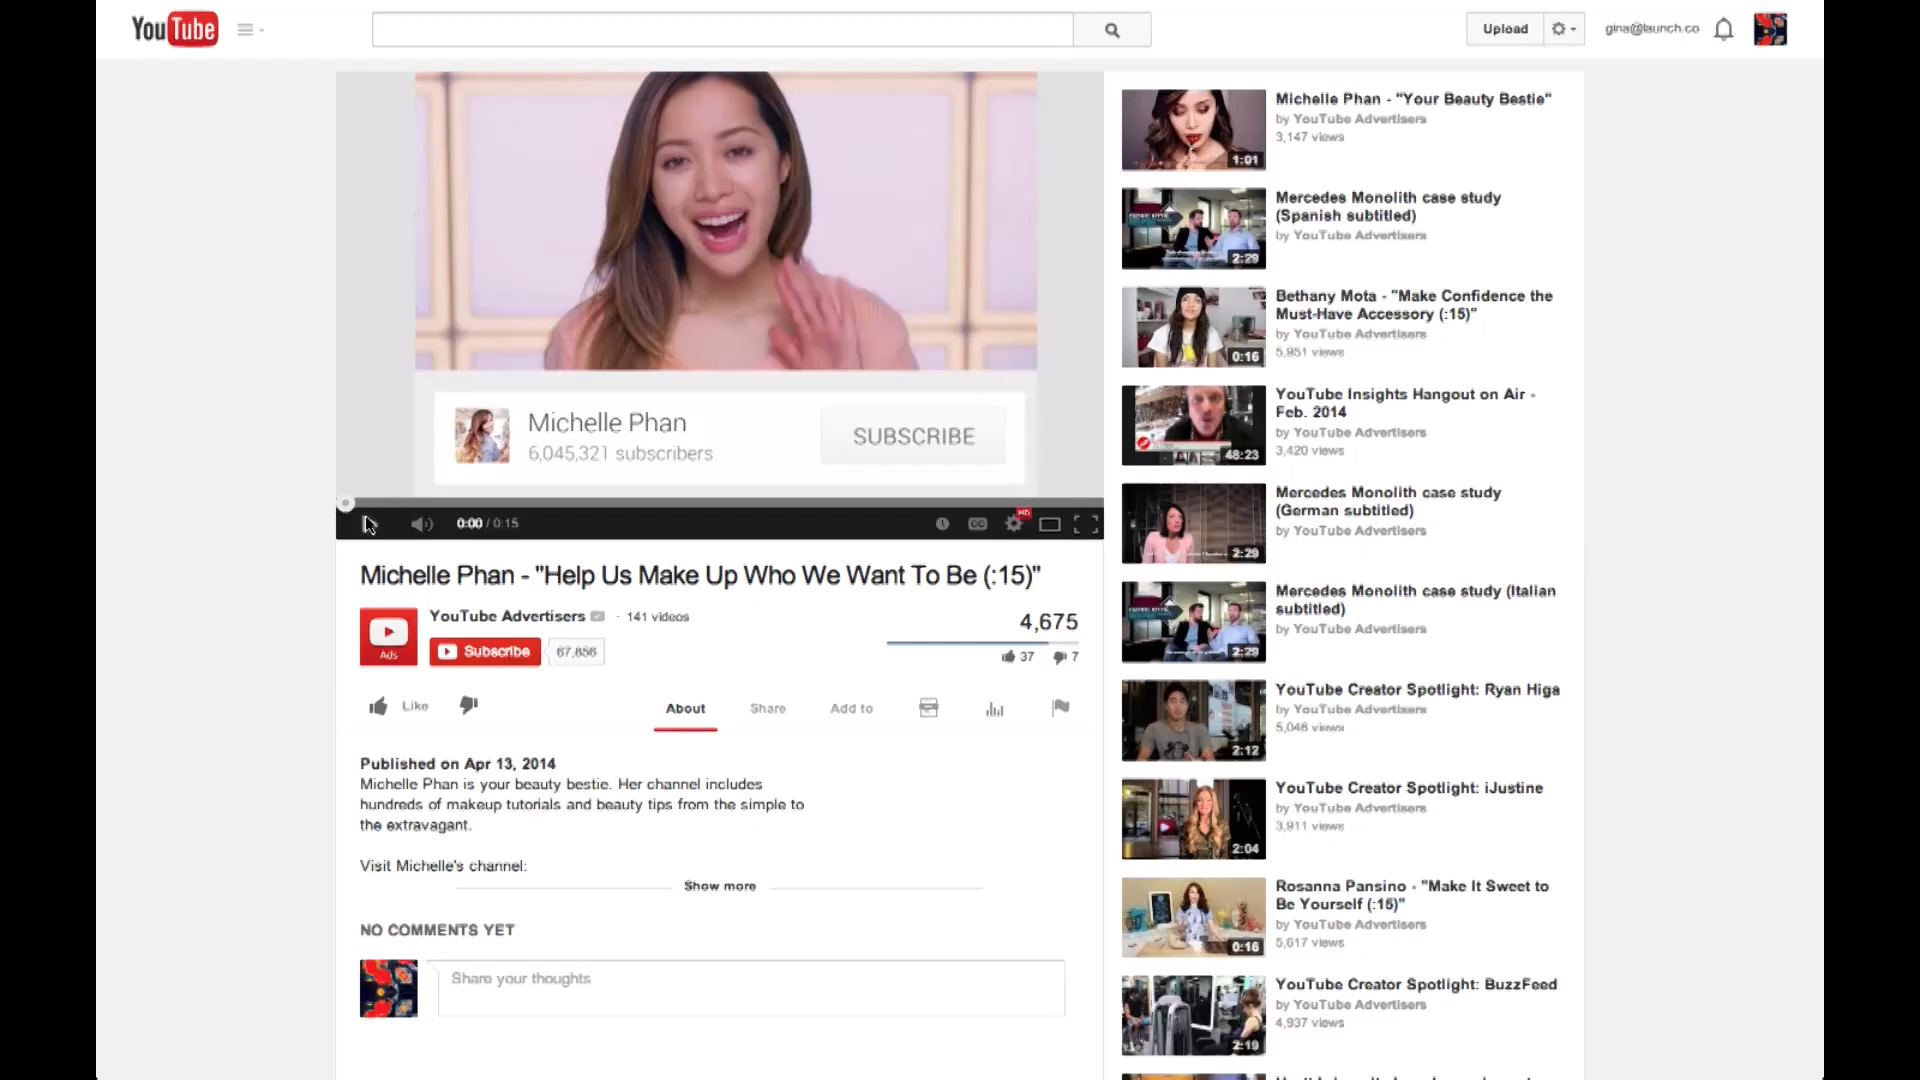 YouTube
Upload
gina@launch.co
Michelle Phan
6,045,321 subscribers
SUBSCRIBE
0:00 / 0:15
CC
HD
Michelle Phan - "Help Us Make Up Who We Want To Be (:15)"
Ads
YouTube Advertisers · 141 videos
Subscribe 67,856
4,675
37 7
Like
About Share Add to
Published on Apr 13, 2014
Michelle Phan is your beauty bestie. Her channel includes
hundreds of makeup tutorials and beauty tips from the simple to
the extravagant.
Visit Michelle's channel:
Show more
NO COMMENTS YET
Share your thoughts
1:01
Michelle Phan - "Your Beauty Bestie"
by YouTube Advertisers
3,147 views
2:29
Mercedes Monolith case study
(Spanish subtitled)
by YouTube Advertisers
0:16
Bethany Mota - "Make Confidence the
Must-Have Accessory (:15)"
by YouTube Advertisers
5,951 views
48:23
YouTube Insights Hangout on Air -
Feb. 2014
by YouTube Advertisers
3,420 views
2:29
Mercedes Monolith case study
(German subtitled)
by YouTube Advertisers
2:29
Mercedes Monolith case study (Italian
subtitled)
by YouTube Advertisers
2:12
YouTube Creator Spotlight: Ryan Higa
by YouTube Advertisers
5,046 views
2:04
YouTube Creator Spotlight: iJustine
by YouTube Advertisers
3,911 views
0:16
Rosanna Pansino - "Make It Sweet to
Be Yourself (:15)"
by YouTube Advertisers
5,617 views
2:19
YouTube Creator Spotlight: BuzzFeed
by YouTube Advertisers
4,937 views